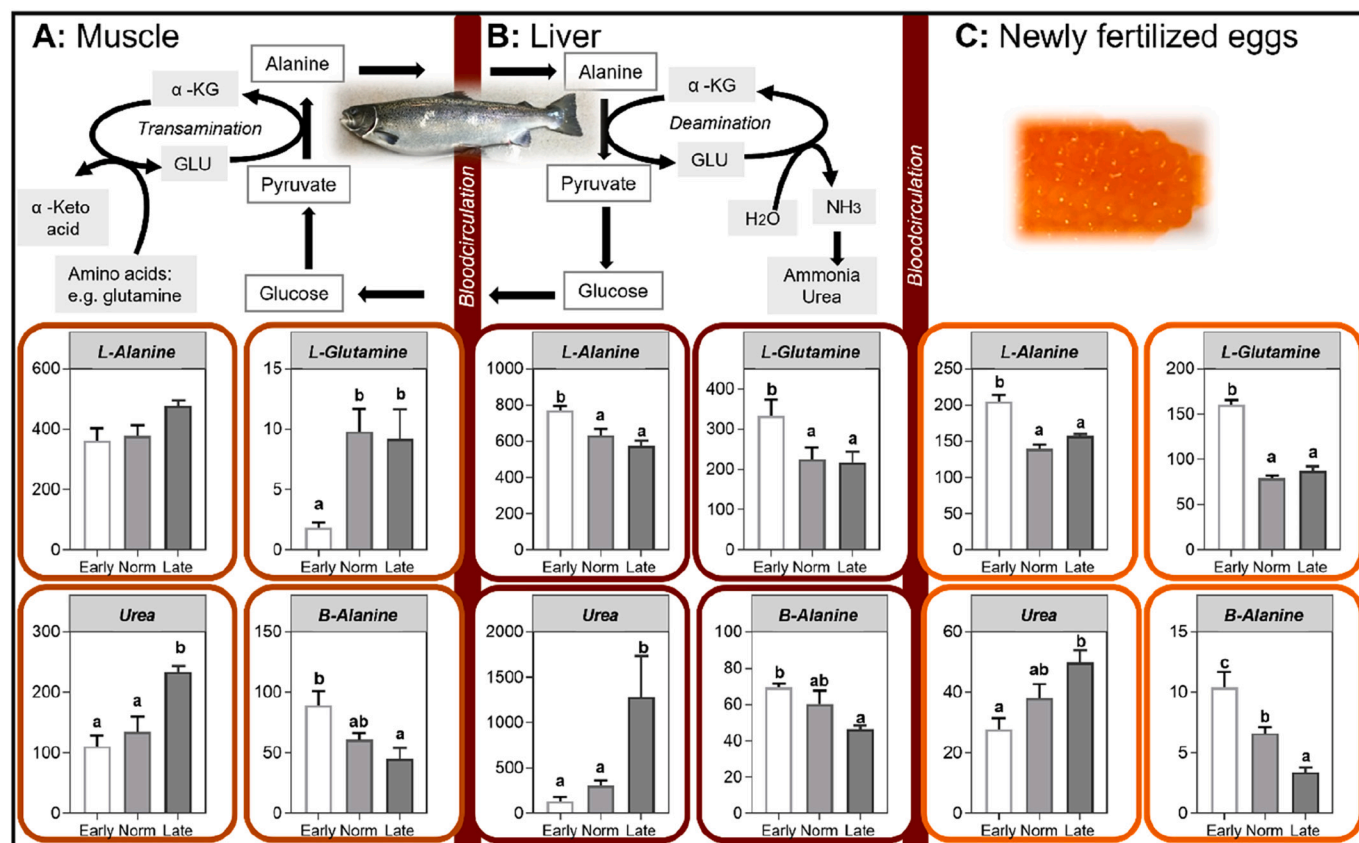 A: Muscle
Alanine
α -KG
Transamination
GLU
Pyruvate
α -Keto
acid
Amino acids:
e.g. glutamine
Glucose
Bloodcirculation
B: Liver
Alanine
α -KG
Deamination
GLU
Pyruvate
H2O
NH3
Glucose
Ammonia
Urea
Bloodcirculation
C: Newly fertilized eggs
L-Alanine
600
400
200
0
Early Norm Late
L-Glutamine
15
10
5
0
a
b
b
Early Norm Late
L-Alanine
1000
800
600
400
200
0
b
a
a
Early Norm Late
L-Glutamine
400
300
200
100
0
b
a
a
Early Norm Late
L-Alanine
250
200
150
100
50
0
b
a
a
Early Norm Late
L-Glutamine
200
150
100
50
0
b
a
a
Early Norm Late
Urea
300
200
100
0
a
a
b
Early Norm Late
B-Alanine
150
100
50
0
b
ab
a
Early Norm Late
Urea
2000
1500
1000
500
0
a
a
b
Early Norm Late
B-Alanine
100
80
60
40
20
0
b
ab
a
Early Norm Late
Urea
60
40
20
0
a
ab
b
Early Norm Late
B-Alanine
15
10
5
0
c
b
a
Early Norm Late